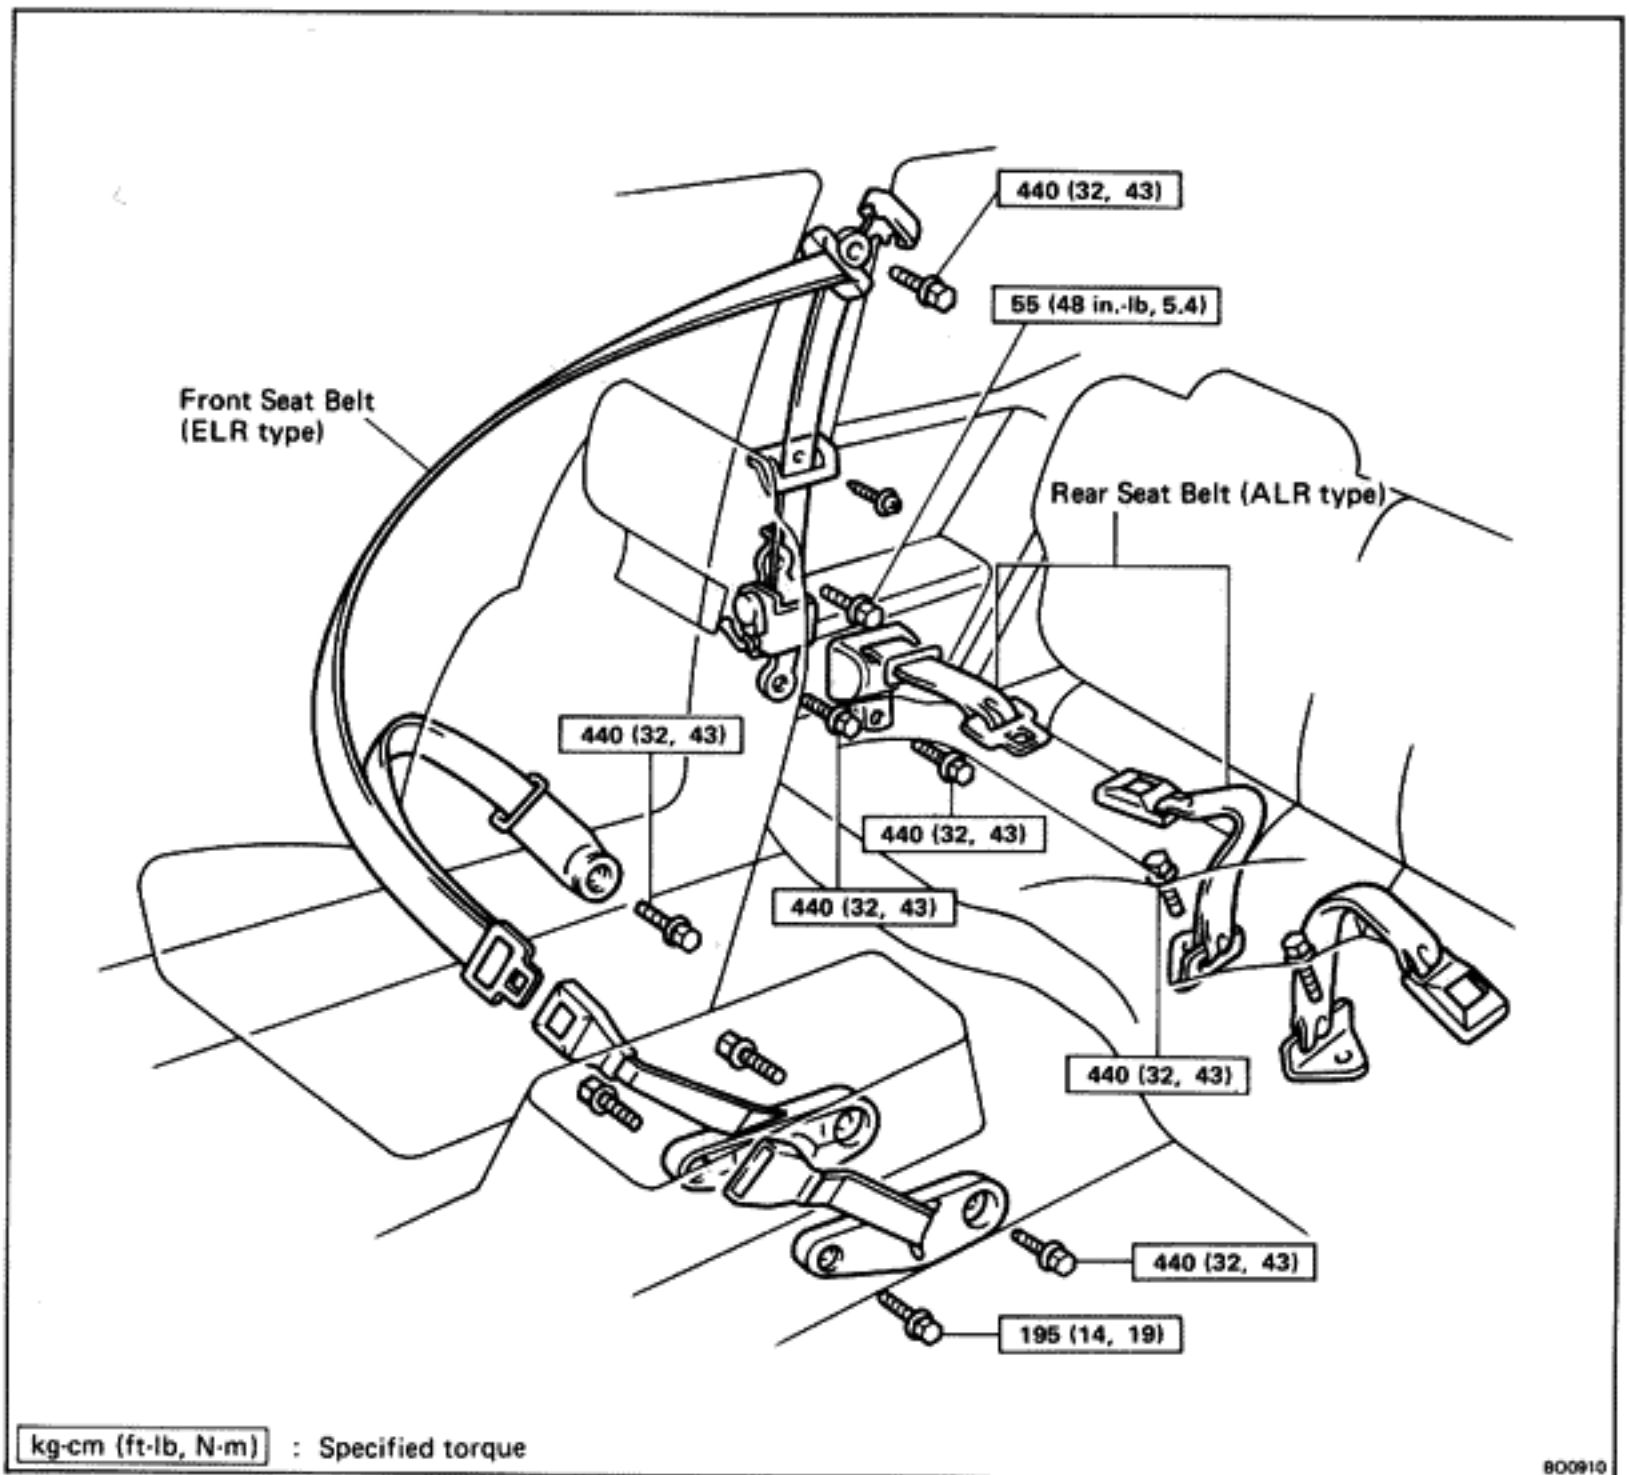 440 (32, 43)
55 (48 in.-lb, 5.4)
Front Seat Belt
(ELR type)
Rear Seat Belt (ALR type)
440 (32, 43)
440 (32, 43)
440 (32, 43)
440 (32, 43)
440 (32, 43)
195 (14, 19)
kg-cm (ft-lb, N·m) : Specified torque
BO0910